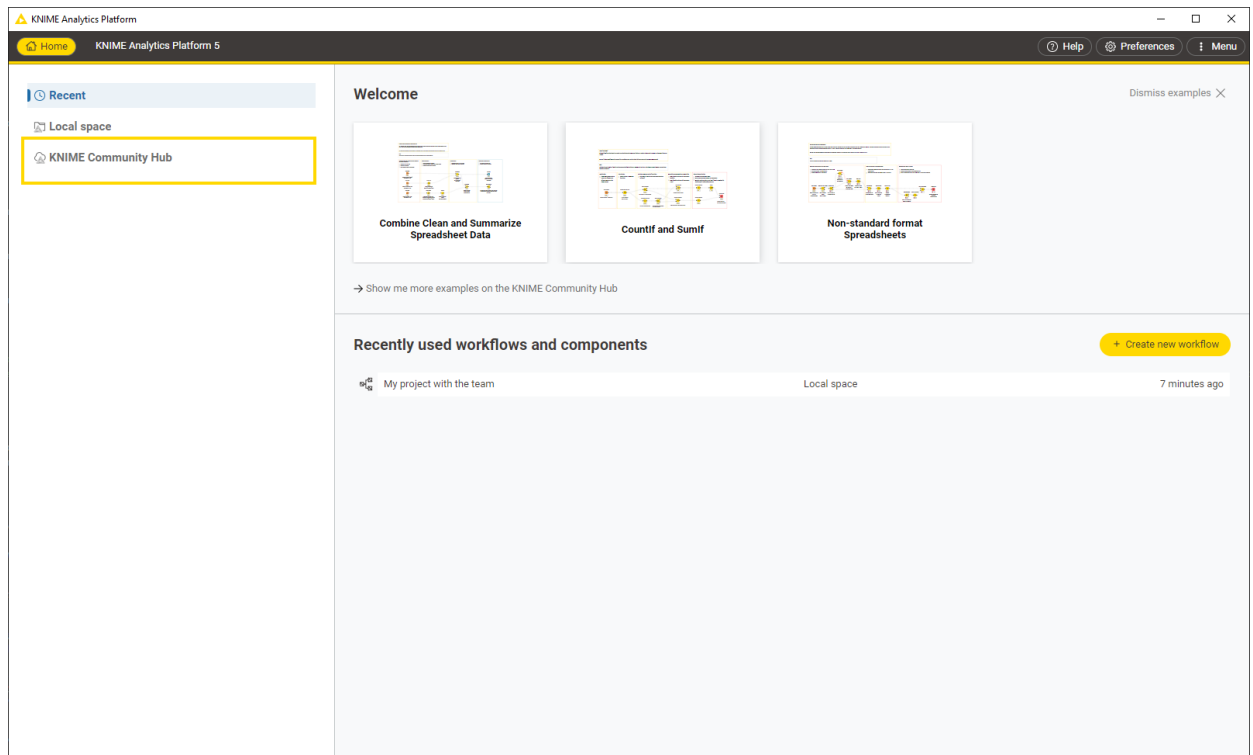 KNIME Analytics Platform
Home
KNIME Analytics Platform 5
Help
Preferences
Menu
Recent
Local space
KNIME Community Hub
Welcome
Dismiss examples
Combine Clean and Summarize
Spreadsheet Data
CountIf and SumIf
Non-standard format
Spreadsheets
Show me more examples on the KNIME Community Hub
Recently used workflows and components
+ Create new workflow
My project with the team
Local space
7 minutes ago